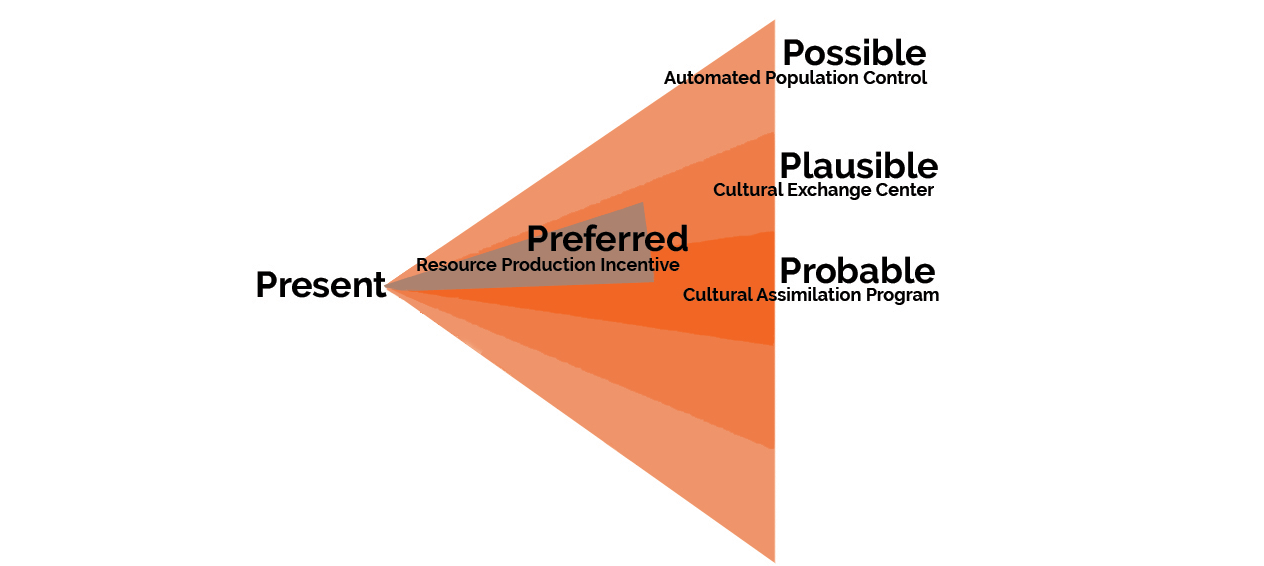 Possible
Automated Population Control
Plausible
Cultural Exchange Center
Preferred
Resource Production Incentive
Present
Probable
Cultural Assimilation Program